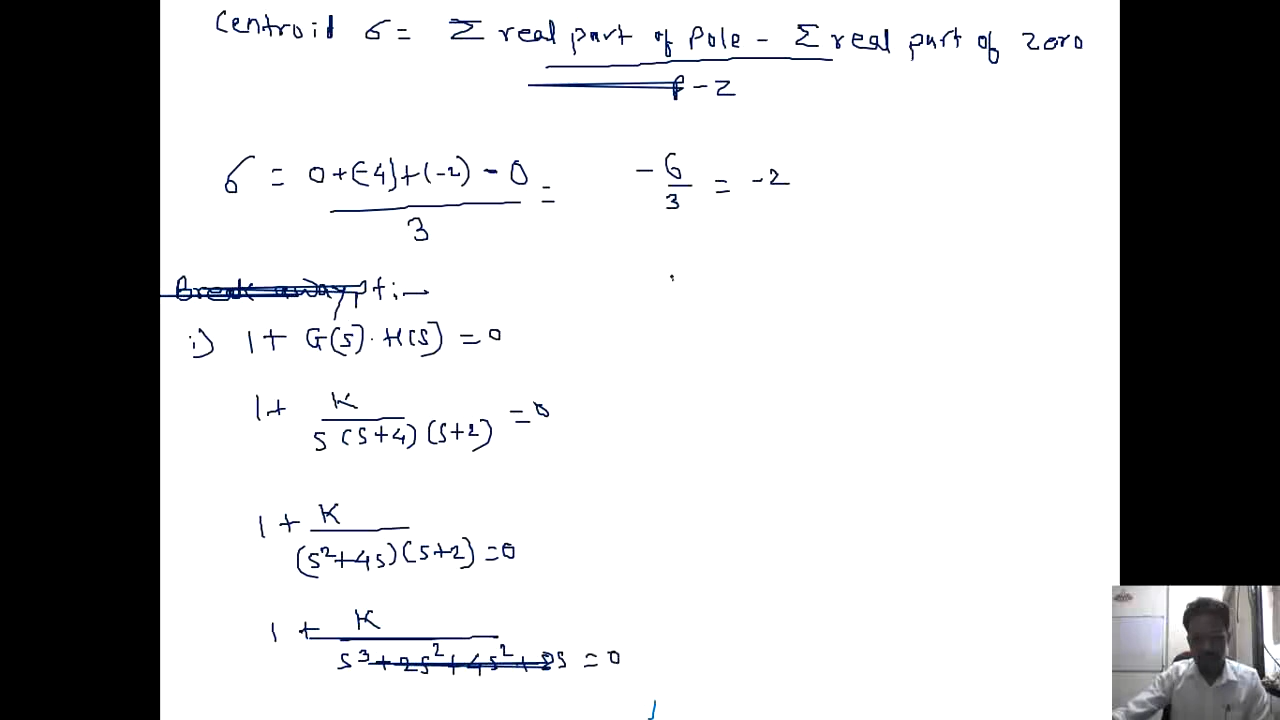 Centroid σ = Σ real part of Pole - Σ real part of zero
P - Z
σ = 0+(-4)+(-2) - 0 = - 6 = -2
3 3
Break away pt :-
i) 1 + G(S) . H(S) = 0
1 + K = 0
S (S+4) (S+2)
1 + K
(S²+4S) (S+2) = 0
1 + K
S³ + 2S² + 4S² + 8S = 0